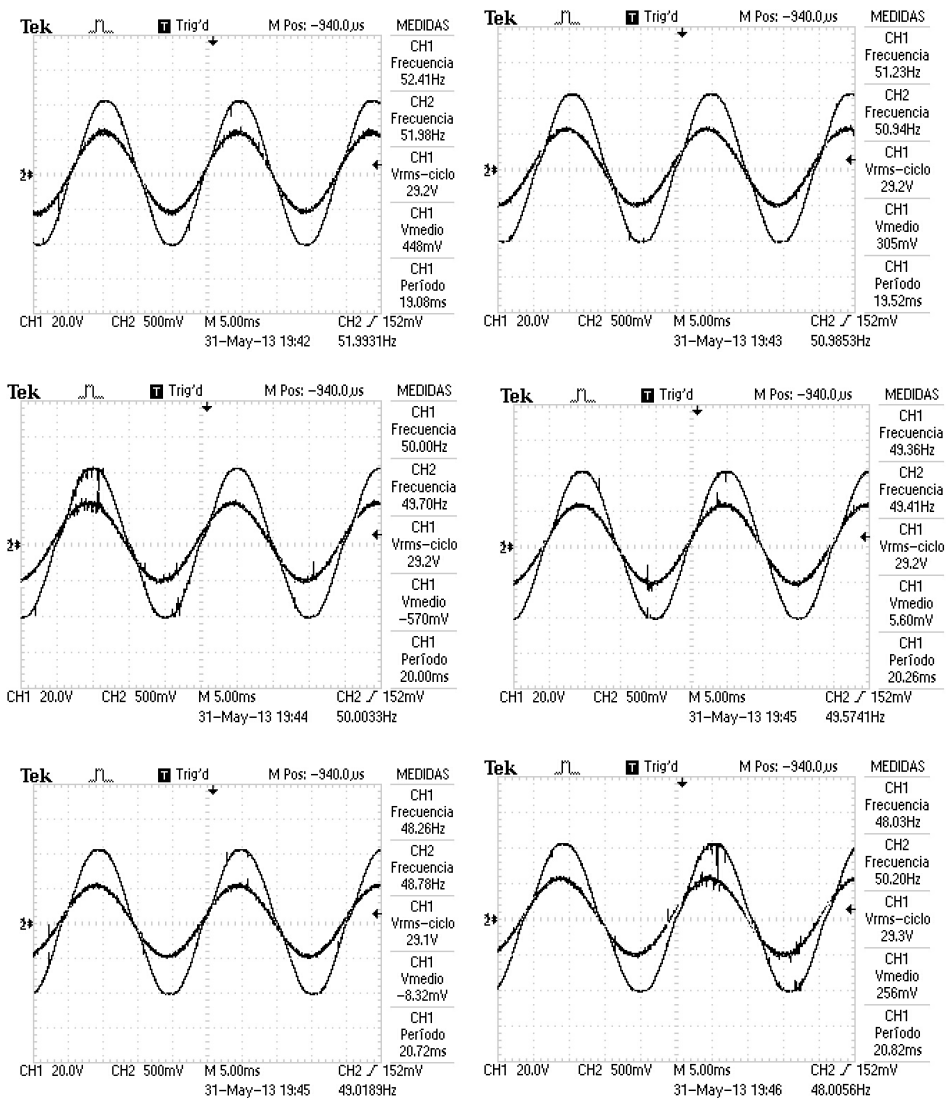 Tek T Trig'd M Pos: -940.0µs MEDIDAS
CH1
Frecuencia
52.41Hz
CH2
Frecuencia
51.98Hz
CH1
Vrms-ciclo
29.2V
CH1
Vmedio
448mV
CH1
Período
19.08ms
2
CH1 20.0V CH2 500mV M 5.00ms CH2 152mV
31-May-13 19:42 51.9931Hz
Tek T Trig'd M Pos: -940.0µs MEDIDAS
CH1
Frecuencia
51.23Hz
CH2
Frecuencia
50.94Hz
CH1
Vrms-ciclo
29.2V
CH1
Vmedio
305mV
CH1
Período
19.52ms
2
CH1 20.0V CH2 500mV M 5.00ms CH2 152mV
31-May-13 19:43 50.9853Hz
Tek T Trig'd M Pos: -940.0µs MEDIDAS
CH1
Frecuencia
50.00Hz
CH2
Frecuencia
49.70Hz
CH1
Vrms-ciclo
29.2V
CH1
Vmedio
-570mV
CH1
Período
20.00ms
2
CH1 20.0V CH2 500mV M 5.00ms CH2 152mV
31-May-13 19:44 50.0033Hz
Tek T Trig'd M Pos: -940.0µs MEDIDAS
CH1
Frecuencia
49.36Hz
CH2
Frecuencia
49.41Hz
CH1
Vrms-ciclo
29.2V
CH1
Vmedio
5.60mV
CH1
Período
20.26ms
2
CH1 20.0V CH2 500mV M 5.00ms CH2 152mV
31-May-13 19:45 49.5741Hz
Tek T Trig'd M Pos: -940.0µs MEDIDAS
CH1
Frecuencia
48.26Hz
CH2
Frecuencia
48.78Hz
CH1
Vrms-ciclo
29.1V
CH1
Vmedio
-8.32mV
CH1
Período
20.72ms
2
CH1 20.0V CH2 500mV M 5.00ms CH2 152mV
31-May-13 19:45 49.0189Hz
Tek T Trig'd M Pos: -940.0µs MEDIDAS
CH1
Frecuencia
48.03Hz
CH2
Frecuencia
50.20Hz
CH1
Vrms-ciclo
29.3V
CH1
Vmedio
256mV
CH1
Período
20.82ms
2
CH1 20.0V CH2 500mV M 5.00ms CH2 152mV
31-May-13 19:46 48.0056Hz